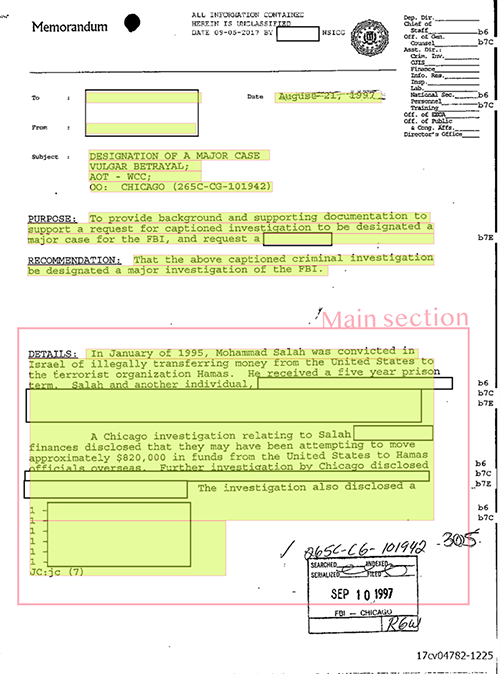 Memorandum
ALL INFORMATION CONTAINED
HEREIN IS UNCLASSIFIED
DATE 09-05-2017 BY NSICG
Dep. Dir.
Chief of
Staff b6
Off. of Gen. b7C
Counsel
Asst. Dir.:
Crim. Inv.
CJIS
Finance
Info. Res.
Insp.
Lab.
National Sec. b6
Personnel b7C
Training
Off. of EEOA
Off. of Public
& Cong. Affs.
Director's Office
To :
Date August 21, 1997
From :
Subject : DESIGNATION OF A MAJOR CASE
VULGAR BETRAYAL;
AOT - WCC;
OO: CHICAGO (265C-CG-101942)
PURPOSE: To provide background and supporting documentation to
support a request for captioned investigation to be designated a
major case for the FBI, and request a b7E
RECOMMENDATION: That the above captioned criminal investigation
be designated a major investigation of the FBI.
Main section
DETAILS: In January of 1995, Mohammad Salah was convicted in
Israel of illegally transferring money from the United States to
the terrorist organization Hamas. He received a five year prison
term. Salah and another individual, b6
b7C
b7E
A Chicago investigation relating to Salah
finances disclosed that they may have been attempting to move
approximately $820,000 in funds from the United States to Hamas
officials overseas. Further investigation by Chicago disclosed b6
b7C
The investigation also disclosed a b7E
1 -
1 -
1 -
1 -
1 -
1 -
JC:jc (7)
b6
b7C
265C-CG-101942 -305
SEARCHED INDEXED
SERIALIZED FILED
SEP 10 1997
FBI - CHICAGO
RGW
17cv04782-1225